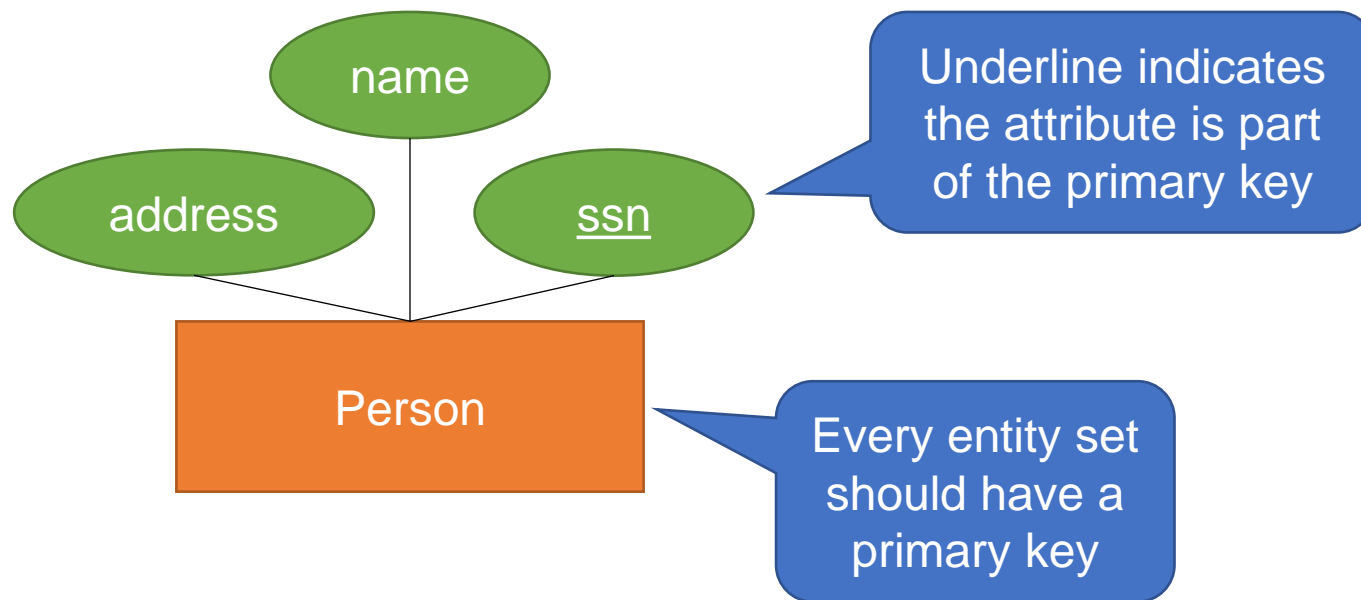 name
address
ssn
Underline indicates
the attribute is part
of the primary key
Person
Every entity set
should have a
primary key